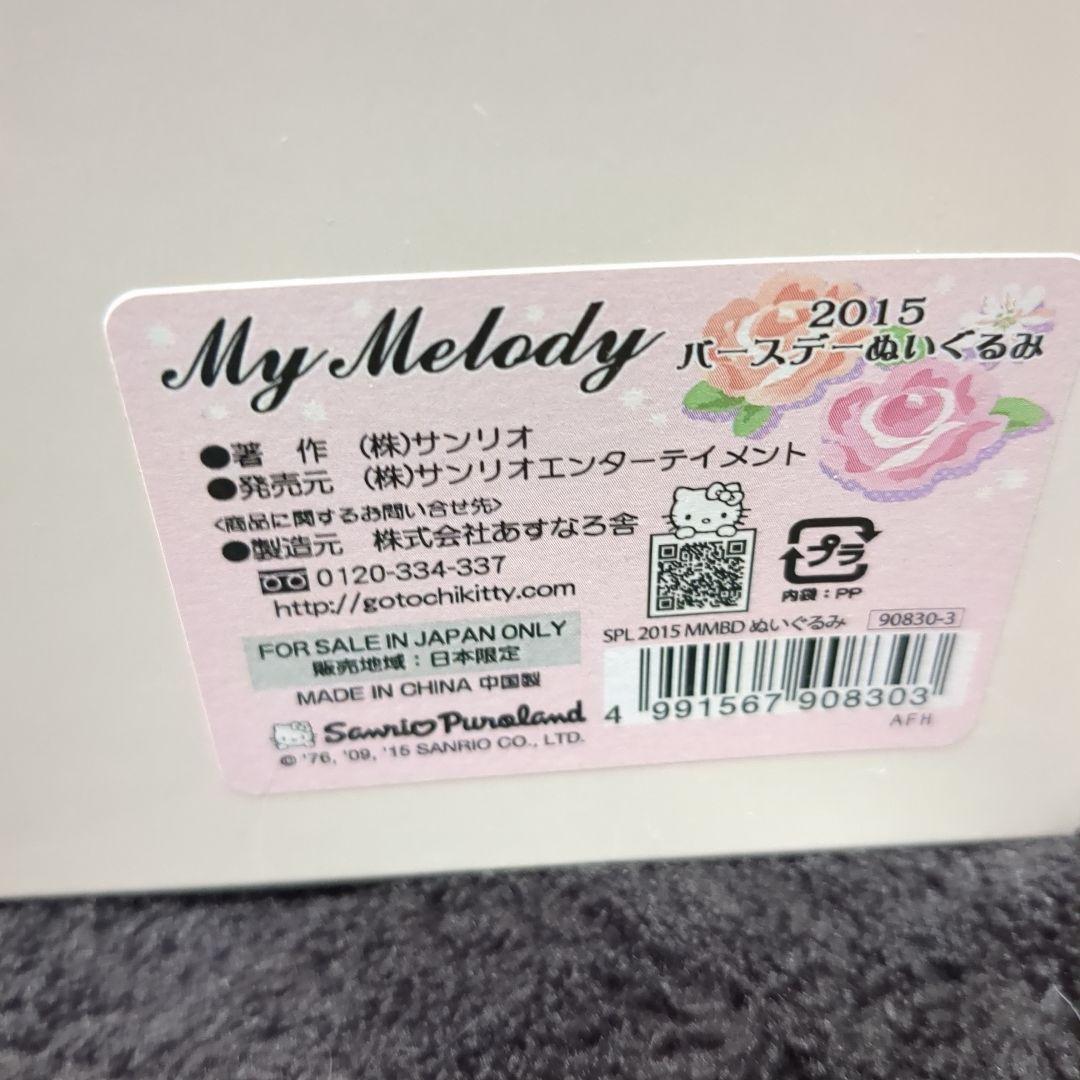 My Melody
2015
バースデーぬいぐるみ
●著 作 (株)サンリオ
●発売元 (株)サンリオエンターテイメント
<商品に関するお問い合せ先>
●製造元 株式会社あすなろ舎
0120-334-337
http://gotochikitty.com
プラ
内袋:PP
FOR SALE IN JAPAN ONLY
販売地域:日本限定
MADE IN CHINA 中国製
Sanrio Puroland
© '76, '09, '15 SANRIO CO., LTD.
SPL 2015 MMBD ぬいぐるみ 90830-3
4 991567 908303
AFH